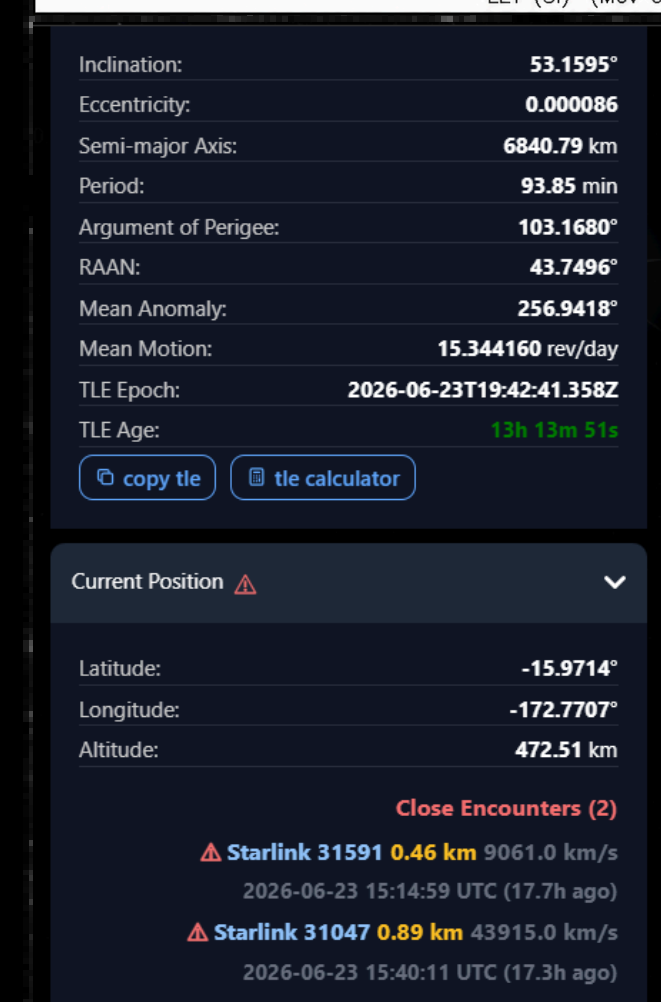 Inclination: 53.1595°
Eccentricity: 0.000086
Semi-major Axis: 6840.79 km
Period: 93.85 min
Argument of Perigee: 103.1680°
RAAN: 43.7496°
Mean Anomaly: 256.9418°
Mean Motion: 15.344160 rev/day
TLE Epoch: 2026-06-23T19:42:41.358Z
TLE Age: 13h 13m 51s
copy tle tle calculator
Current Position
Latitude: -15.9714°
Longitude: -172.7707°
Altitude: 472.51 km
Close Encounters (2)
Starlink 31591 0.46 km 9061.0 km/s
2026-06-23 15:14:59 UTC (17.7h ago)
Starlink 31047 0.89 km 43915.0 km/s
2026-06-23 15:40:11 UTC (17.3h ago)